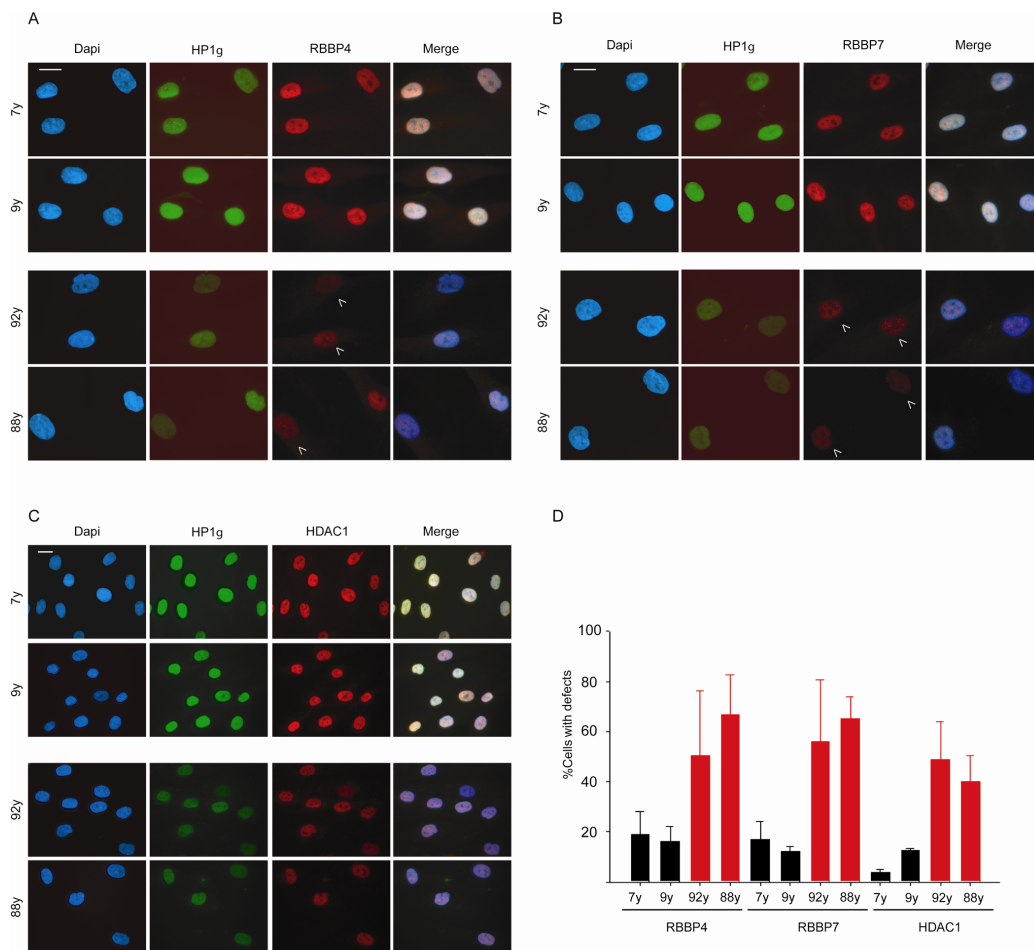 A
Dapi HP1g RBBP4 Merge
7y
9y
92y
88y
B
Dapi HP1g RBBP7 Merge
7y
9y
92y
88y
C
Dapi HP1g HDAC1 Merge
7y
9y
92y
88y
D
%Cells with defects
100
80
60
40
20
7y 9y 92y 88y 7y 9y 92y 88y 7y 9y 92y 88y
RBBP4 RBBP7 HDAC1